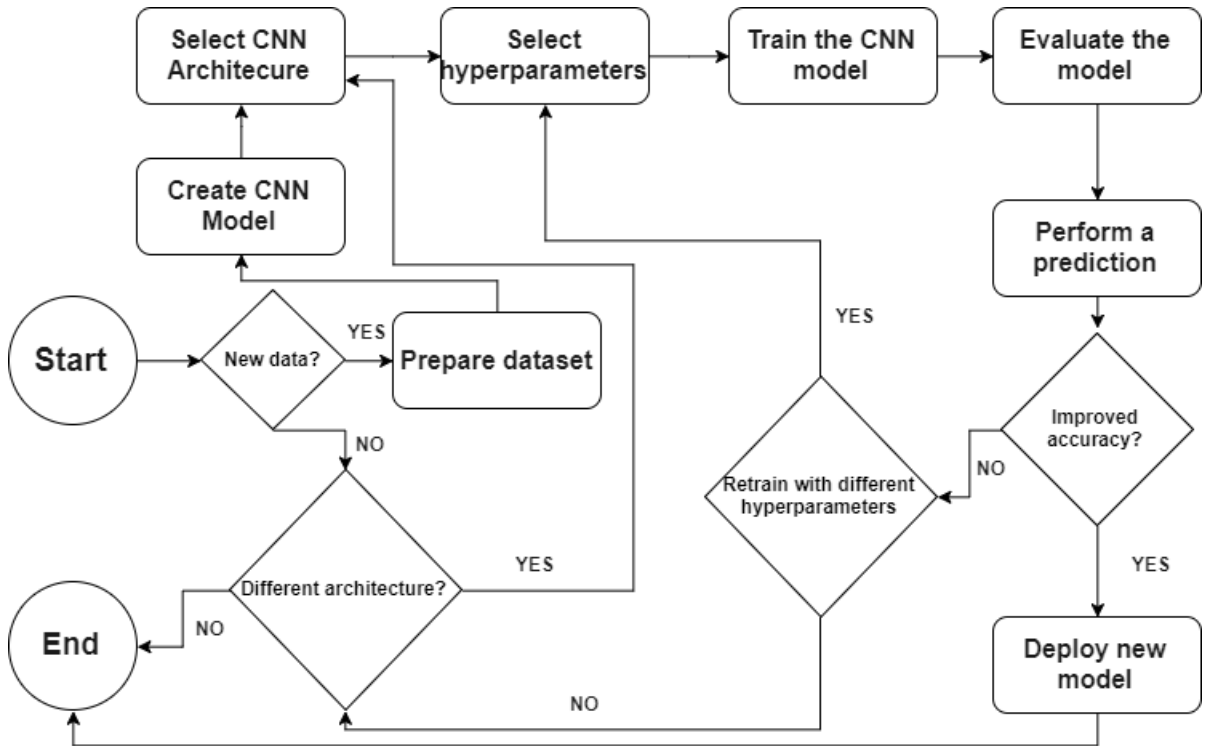 Select CNN
Architecure
Select
hyperparameters
Train the CNN
model
Evaluate the
model
Create CNN
Model
Perform a
prediction
Start
New data?
YES
Prepare dataset
YES
Improved
accuracy?
NO
NO
Retrain with different
hyperparameters
YES
YES
Different architecture?
End
NO
Deploy new
model
NO